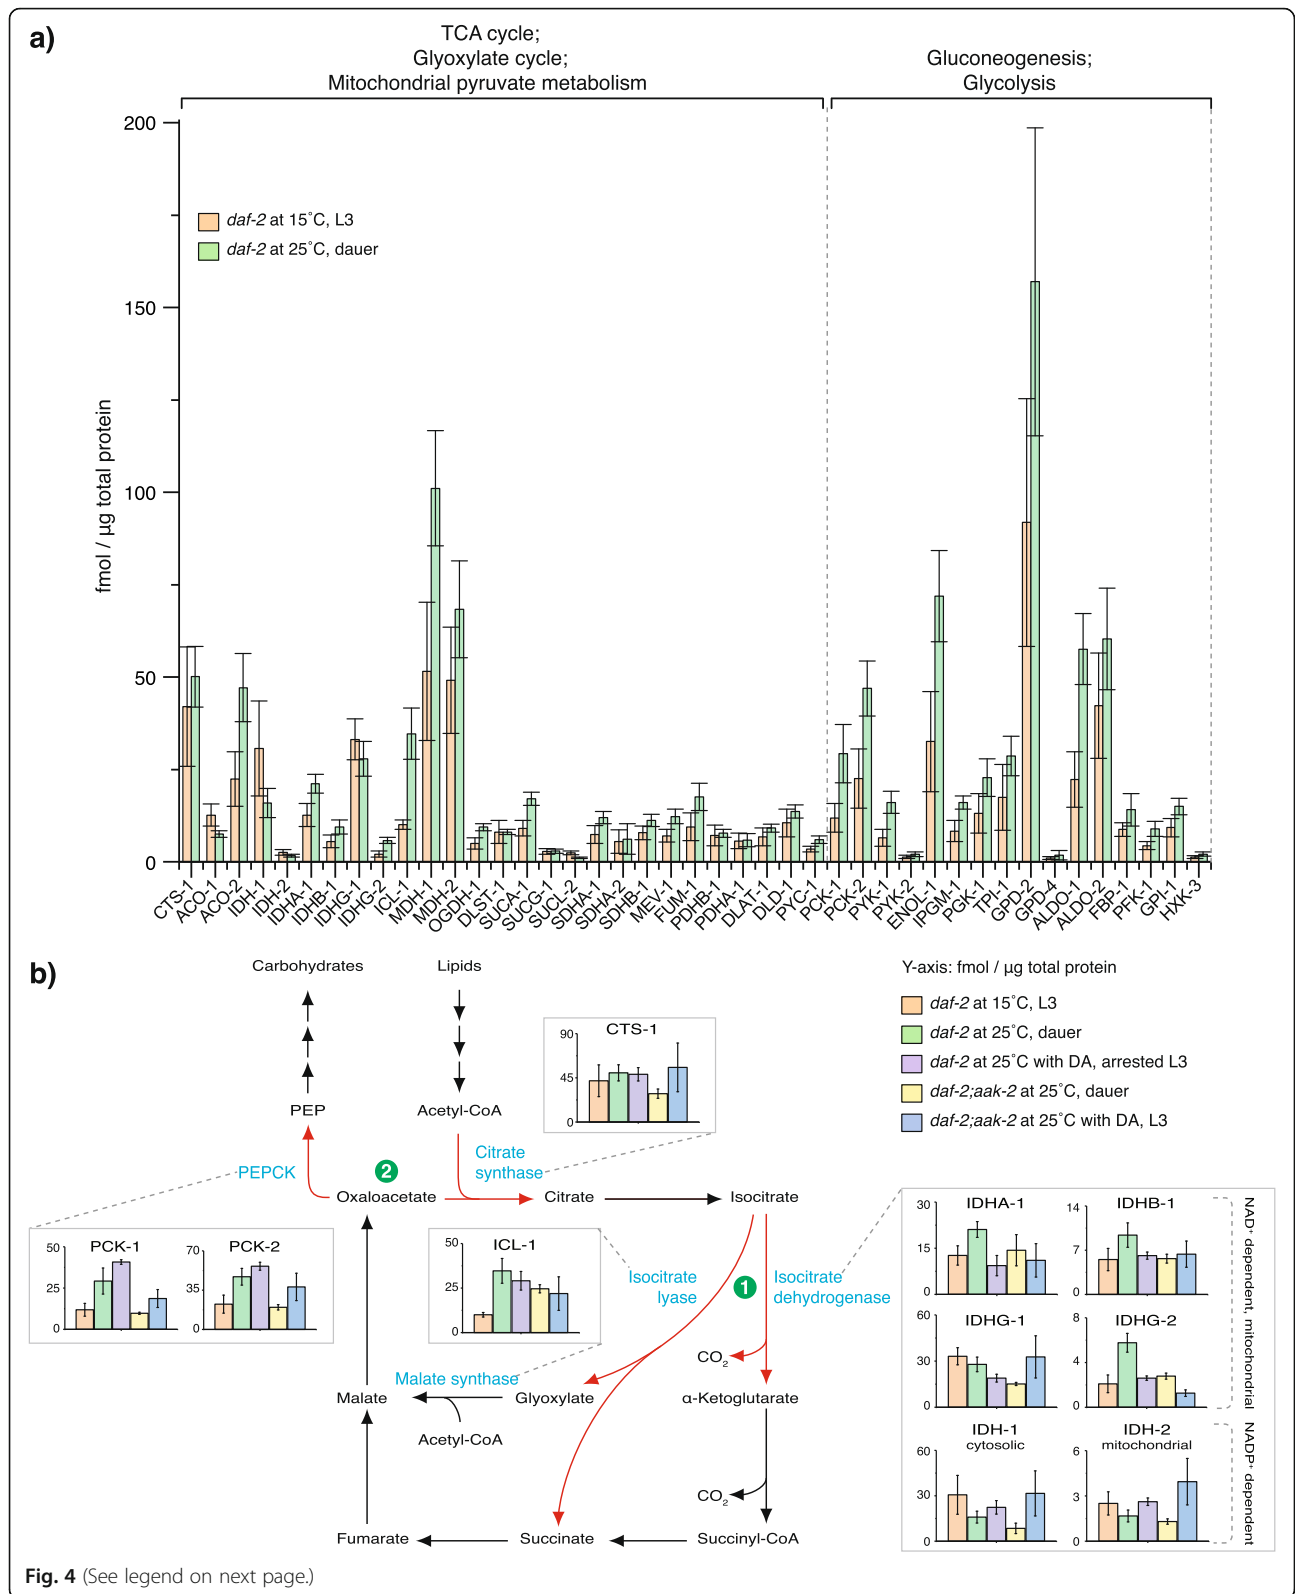 a)
TCA cycle;
Glyoxylate cycle;
Mitochondrial pyruvate metabolism
Gluconeogenesis;
Glycolysis
200
150
100
50
0
fmol / µg total protein
daf-2 at 15˚C, L3
daf-2 at 25˚C, dauer
CTS-1
ACO-1
ACO-2
IDH-1
IDH-2
IDHA-1
IDHB-1
IDHG-1
IDHG-2
ICL-1
MDH-1
MDH-2
OGDH-1
DLST-1
SUCA-1
SUCG-1
SUCL-2
SDHA-1
SDHA-2
SDHB-1
MEV-1
FUM-1
PDHB-1
PDHA-1
DLAT-1
DLD-1
PYC-1
PCK-1
PCK-2
PYK-1
PYK-2
ENOL-1
IPGM-1
PGK-1
TPI-1
GPD-2
GPD-4
ALDO-1
ALDO-2
FBP-1
PFK-1
GPI-1
HXK-3
b)
Carbohydrates
Lipids
Y-axis: fmol / µg total protein
daf-2 at 15˚C, L3
daf-2 at 25˚C, dauer
daf-2 at 25˚C with DA, arrested L3
daf-2;aak-2 at 25˚C, dauer
daf-2;aak-2 at 25˚C with DA, L3
CTS-1
90
45
0
PEP
Acetyl-CoA
PEPCK
2
Citrate
synthase
Oxaloacetate
Citrate
Isocitrate
PCK-1
50
25
0
PCK-2
70
35
0
ICL-1
50
25
0
Isocitrate
lyase
1
Isocitrate
dehydrogenase
CO2
Malate synthase
Malate
Glyoxylate
α-Ketoglutarate
Acetyl-CoA
CO2
Fumarate
Succinate
Succinyl-CoA
IDHA-1
30
15
0
IDHB-1
14
7
0
IDHG-1
60
30
0
IDHG-2
8
4
0
NAD+ dependent, mitochondrial
IDH-1
cytosolic
60
30
0
IDH-2
mitochondrial
6
3
0
NADP+ dependent
Fig. 4 (See legend on next page.)